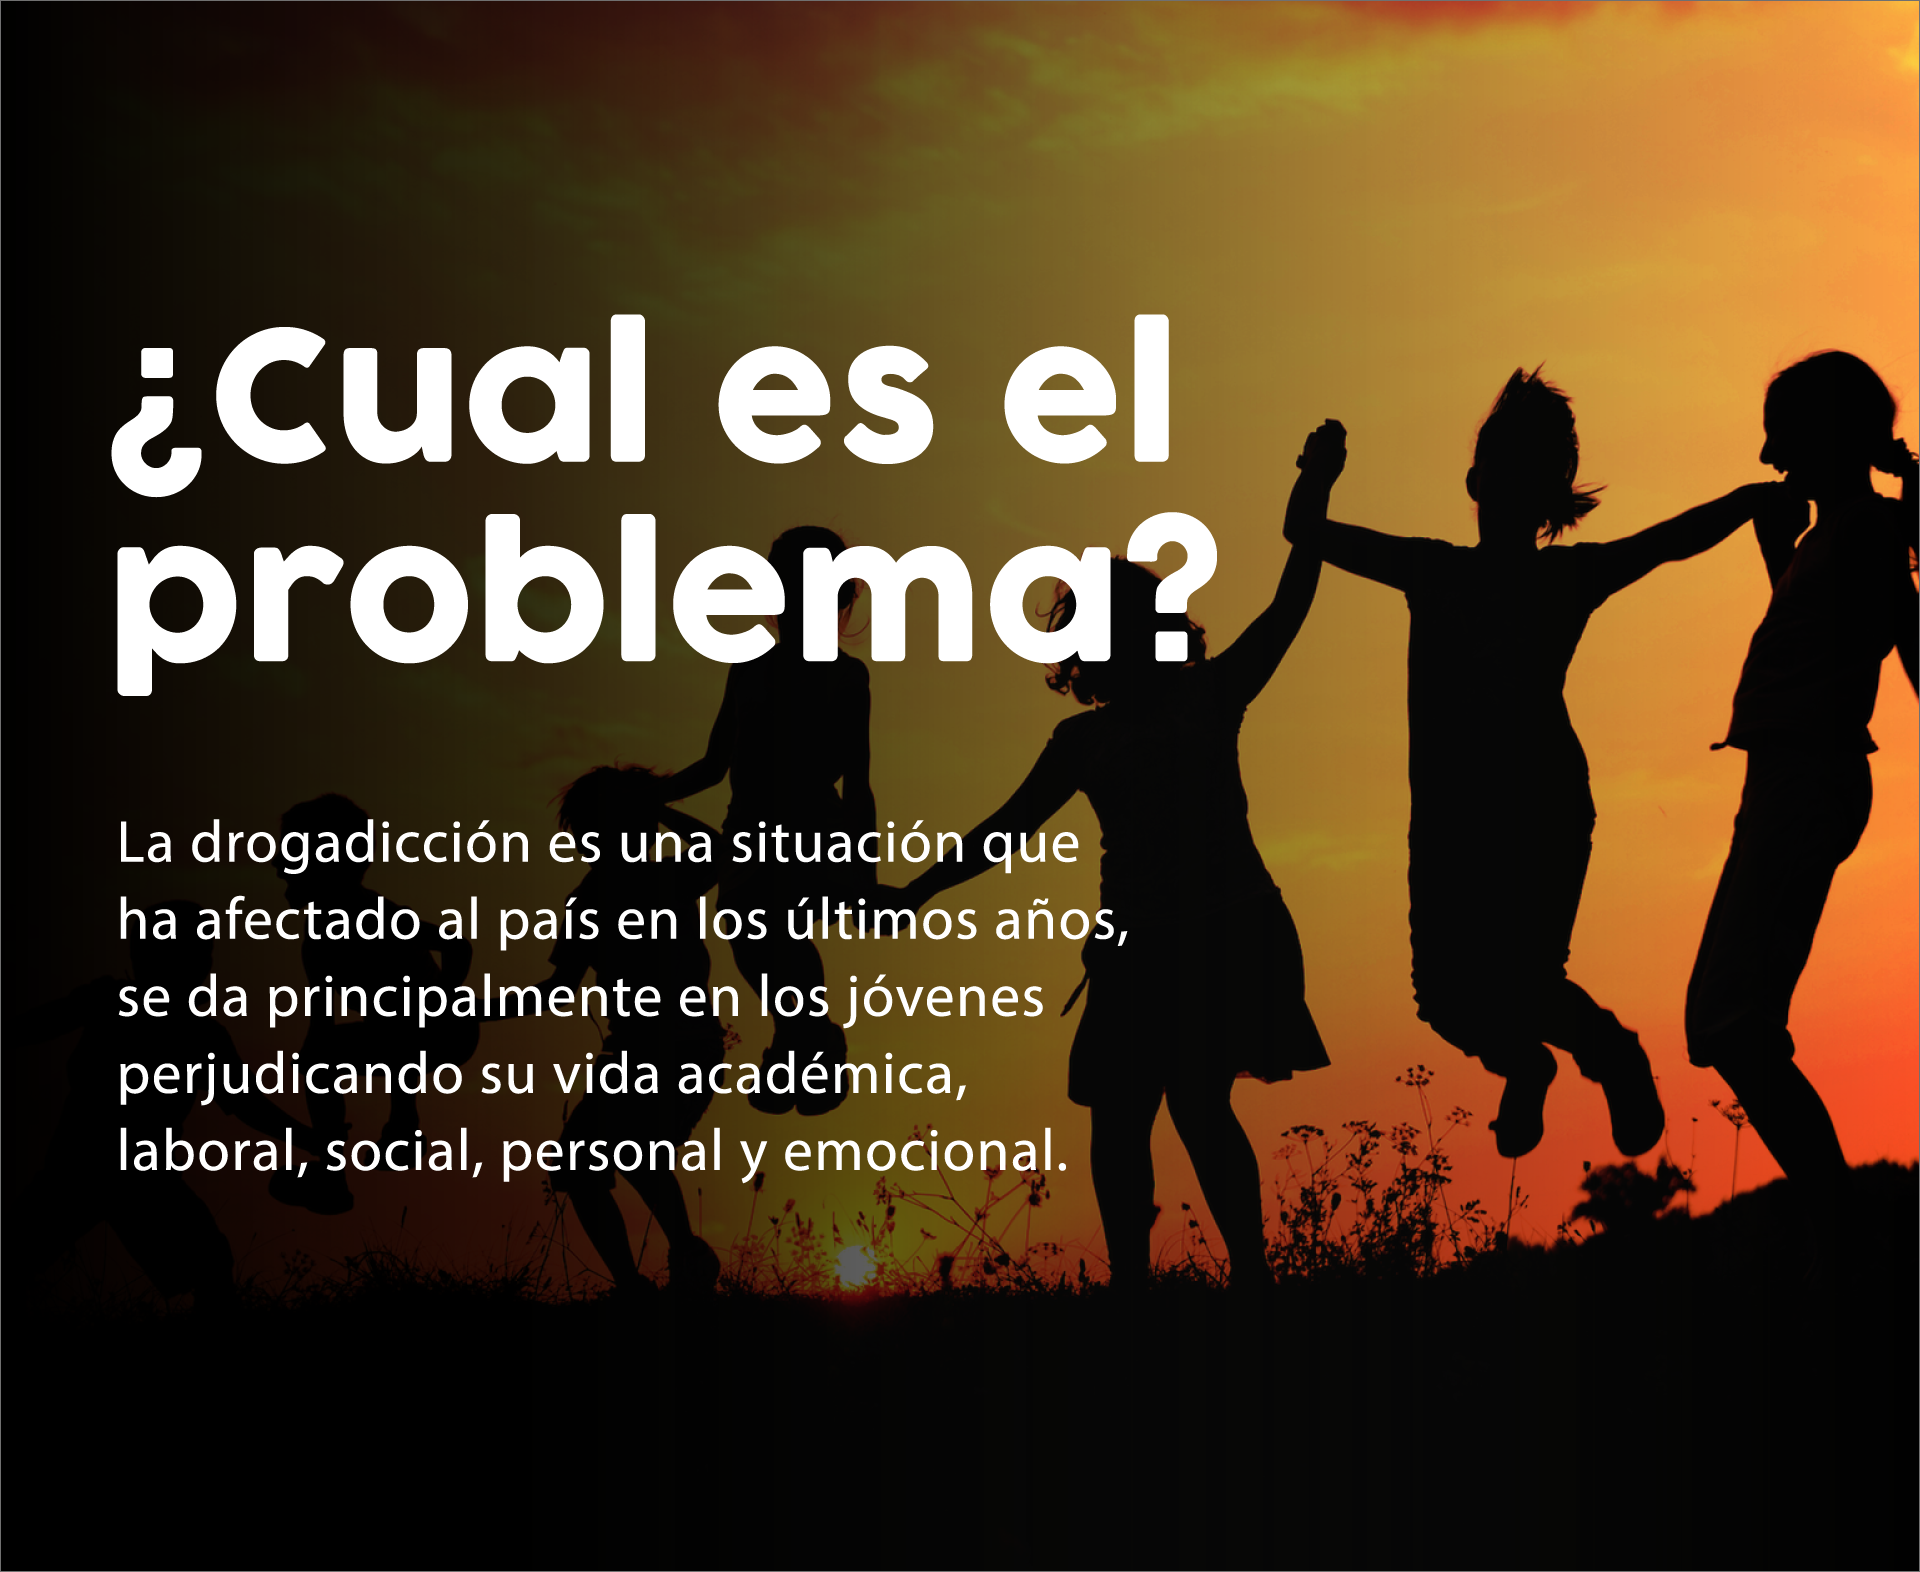 ¿Cual es el
problema?
La drogadicción es una situación que
ha afectado al país en los últimos años,
se da principalmente en los jóvenes
perjudicando su vida académica,
laboral, social, personal y emocional.